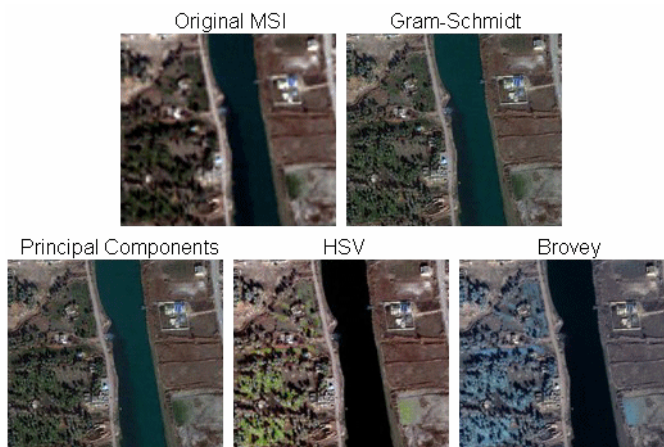 Original MSI
Gram-Schmidt
Principal Components
HSV
Brovey